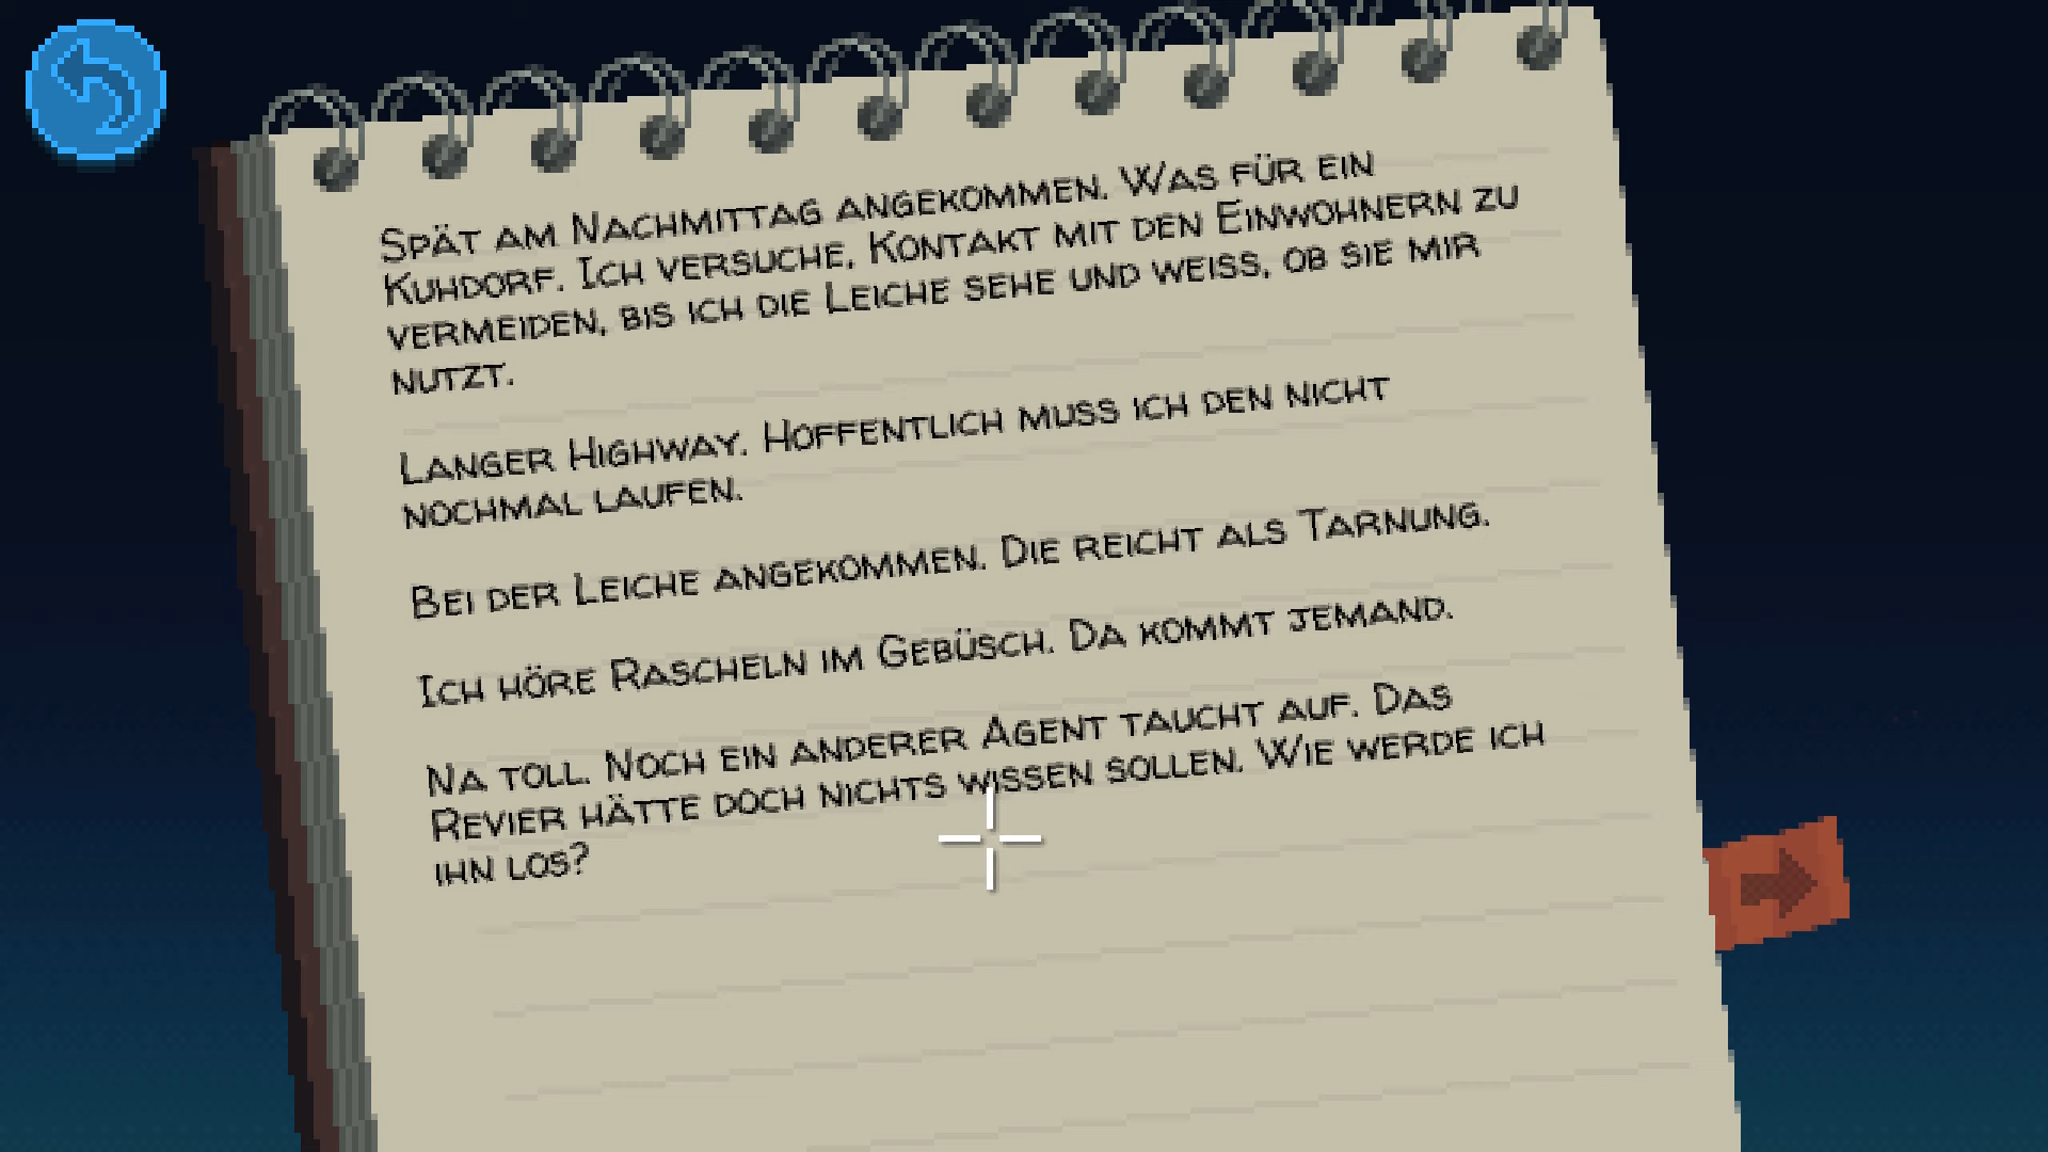 Spät am Nachmittag angekommen. Was für ein
Kuhdorf. Ich versuche, Kontakt mit den Einwohnern zu
vermeiden, bis ich die Leiche sehe und weiss, ob sie mir
nutzt.
Langer Highway. Hoffentlich muss ich den nicht
nochmal laufen.
Bei der Leiche angekommen. Die reicht als Tarnung.
Ich höre Rascheln im Gebüsch. Da kommt jemand.
Na toll. Noch ein anderer Agent taucht auf. Das
Revier hätte doch nichts wissen sollen. Wie werde ich
ihn los?